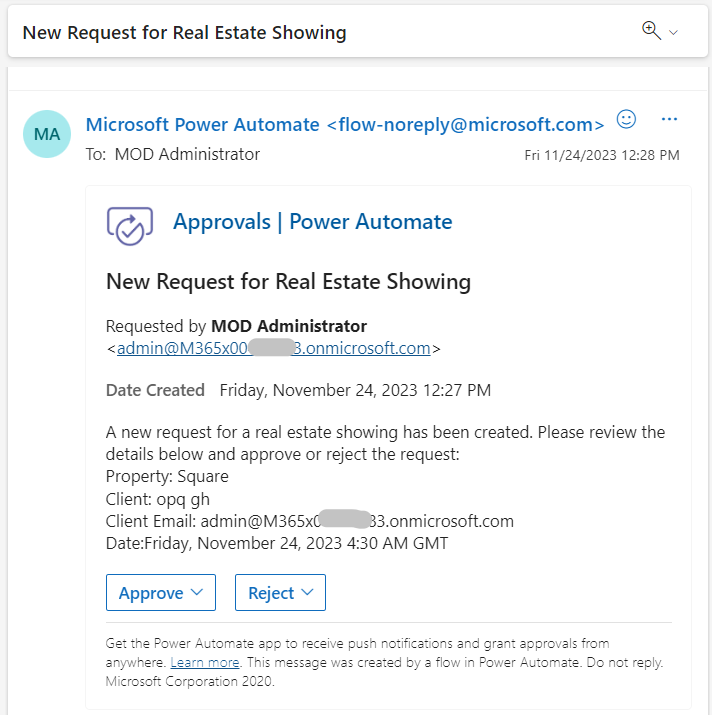 New Request for Real Estate Showing
MA
Microsoft Power Automate <flow-noreply@microsoft.com>
To: MOD Administrator
Fri 11/24/2023 12:28 PM
Approvals | Power Automate
New Request for Real Estate Showing
Requested by MOD Administrator
<admin@M365x00 3.onmicrosoft.com>
Date Created Friday, November 24, 2023 12:27 PM
A new request for a real estate showing has been created. Please review the
details below and approve or reject the request:
Property: Square
Client: opq gh
Client Email: admin@M365x0 33.onmicrosoft.com
Date:Friday, November 24, 2023 4:30 AM GMT
Approve
Reject
Get the Power Automate app to receive push notifications and grant approvals from
anywhere. Learn more. This message was created by a flow in Power Automate. Do not reply.
Microsoft Corporation 2020.